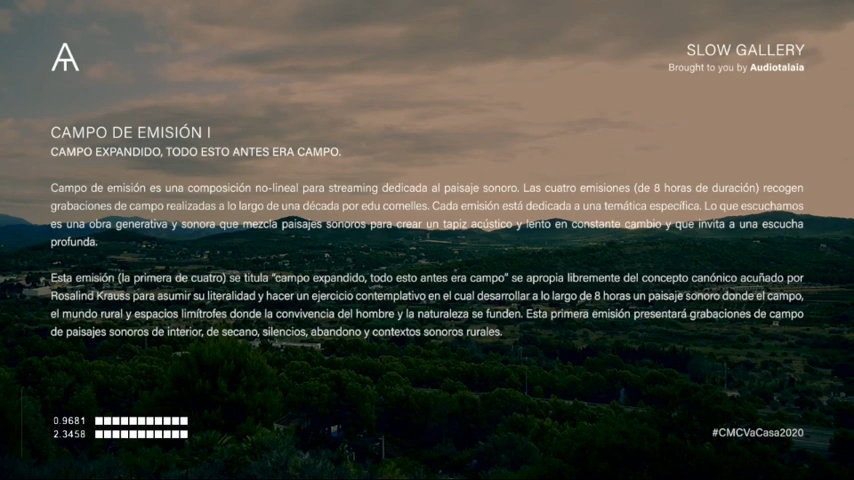 AT
SLOW GALLERY
Brought to you by Audiotalaia
CAMPO DE EMISIÓN I
CAMPO EXPANDIDO, TODO ESTO ANTES ERA CAMPO.
Campo de emisión es una composición no-lineal para streaming dedicada al paisaje sonoro. Las cuatro emisiones (de 8 horas de duración) recogen
grabaciones de campo realizadas a lo largo de una década por edu comelles. Cada emisión está dedicada a una temática específica. Lo que escuchamos
es una obra generativa y sonora que mezcla paisajes sonoros para crear un tapiz acústico y lento en constante cambio y que invita a una escucha
profunda.
Esta emisión (la primera de cuatro) se titula "campo expandido, todo esto antes era campo" se apropia libremente del concepto canónico acuñado por
Rosalind Krauss para asumir su literalidad y hacer un ejercicio contemplativo en el cual desarrollar a lo largo de 8 horas un paisaje sonoro donde el campo,
el mundo rural y espacios limítrofes donde la convivencia del hombre y la naturaleza se funden. Esta primera emisión presentará grabaciones de campo
de paisajes sonoros de interior, de secano, silencios, abandono y contextos sonoros rurales.
0.9681
2.3458
#CMCVaCasa2020